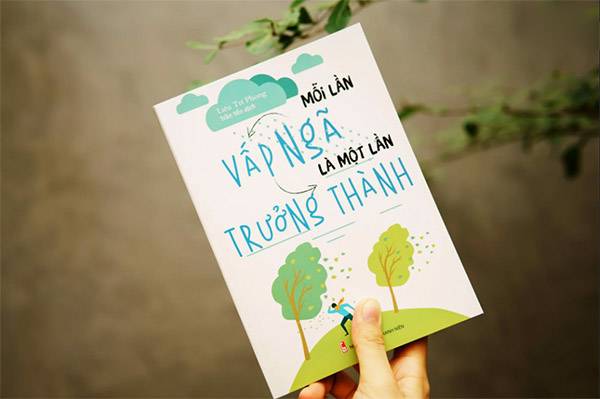 Liêu Trí Phong
MỖI LẦN
VẤP NGÃ
LÀ MỘT LẦN
TRƯỞNG THÀNH